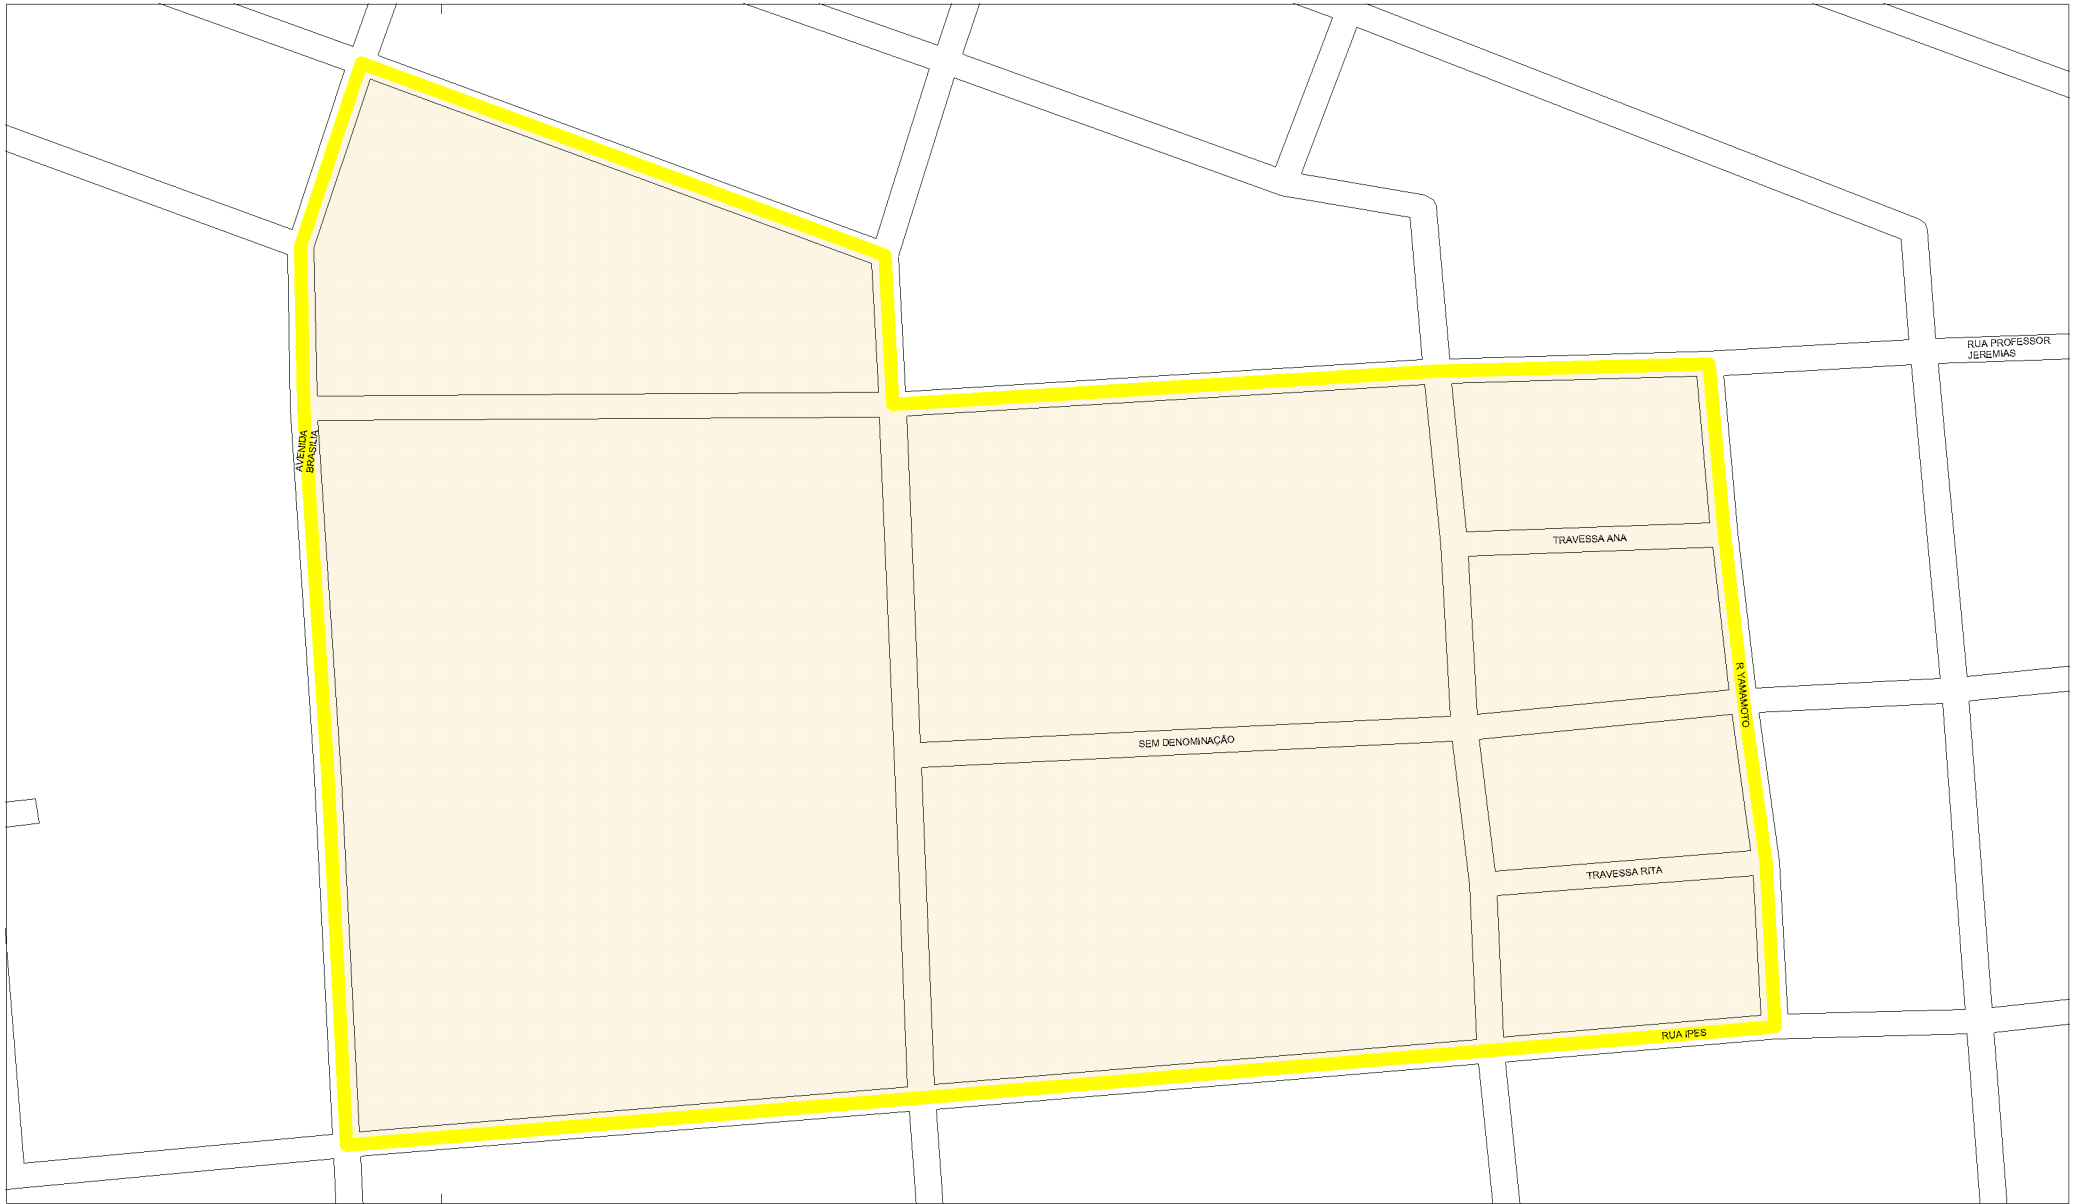 RUA PROFESSOR
JEREMIAS
AVENIDA
BRASILIA
TRAVESSA ANA
R YAMAMOTO
SEM DENOMINAÇÃO
TRAVESSA RITA
RUA IPES